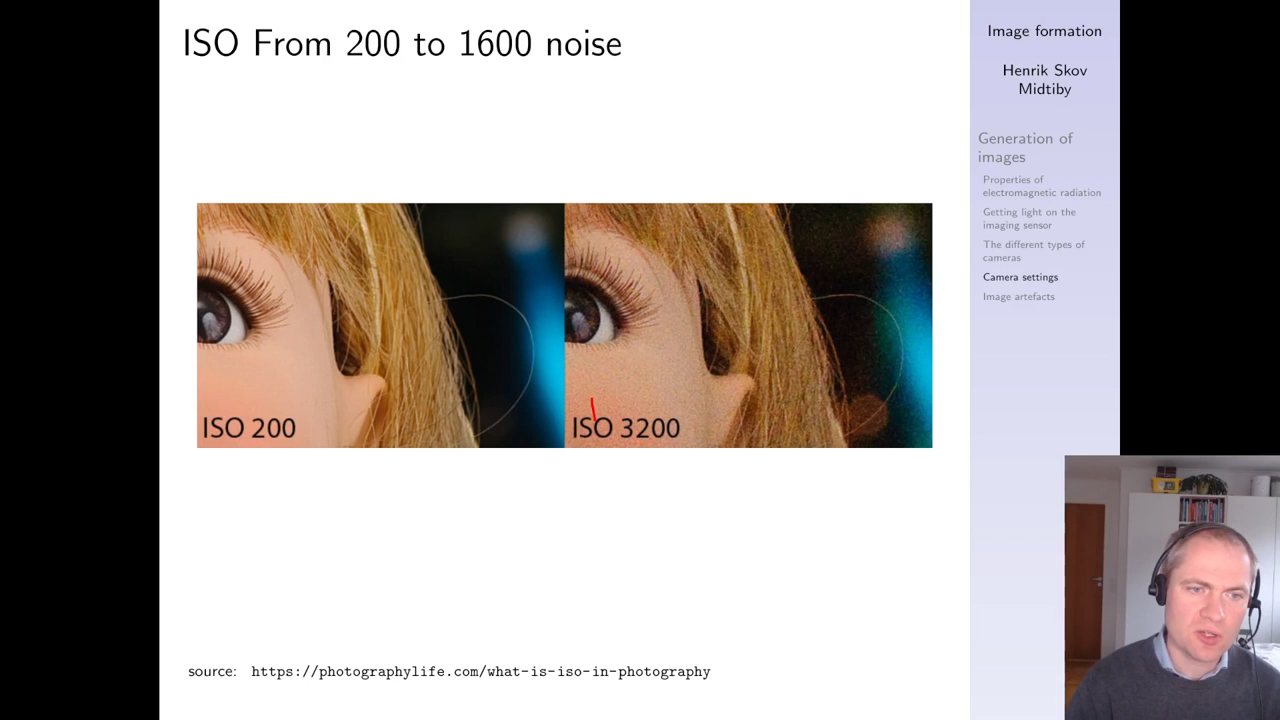 ISO From 200 to 1600 noise
ISO 200
ISO 3200
source: https://photographylife.com/what-is-iso-in-photography
Image formation
Henrik Skov
Midtiby
Generation of
images
Properties of
electromagnetic radiation
Getting light on the
imaging sensor
The different types of
cameras
Camera settings
Image artefacts